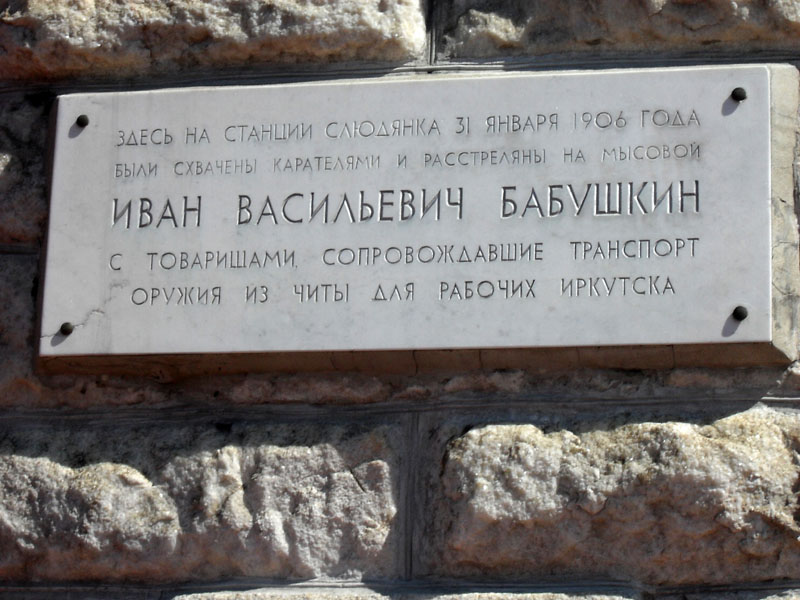 ЗДЕСЬ НА СТАНЦИИ СЛЮДЯНКА 31 ЯНВАРЯ 1906 ГОДА
БЫЛИ СХВАЧЕНЫ КАРАТЕЛЯМИ И РАССТРЕЛЯНЫ НА МЫСОВОЙ
ИВАН ВАСИЛЬЕВИЧ БАБУШКИН
С ТОВАРИЩАМИ, СОПРОВОЖДАВШИЕ ТРАНСПОРТ
ОРУЖИЯ ИЗ ЧИТЫ ДЛЯ РАБОЧИХ ИРКУТСКА